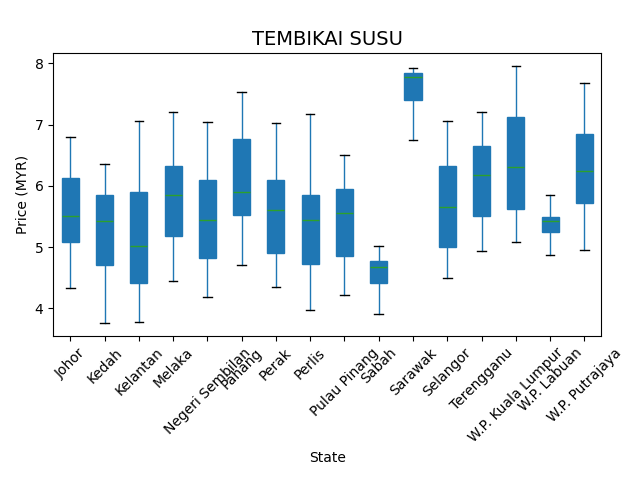 TEMBIKAI SUSU
Price (MYR)
8
7
6
5
4
Johor
Kedah
Kelantan
Melaka
Negeri Sembilan
Pahang
Perak
Perlis
Pulau Pinang
Sabah
Sarawak
Selangor
Terengganu
W.P. Kuala Lumpur
W.P. Labuan
W.P. Putrajaya
State